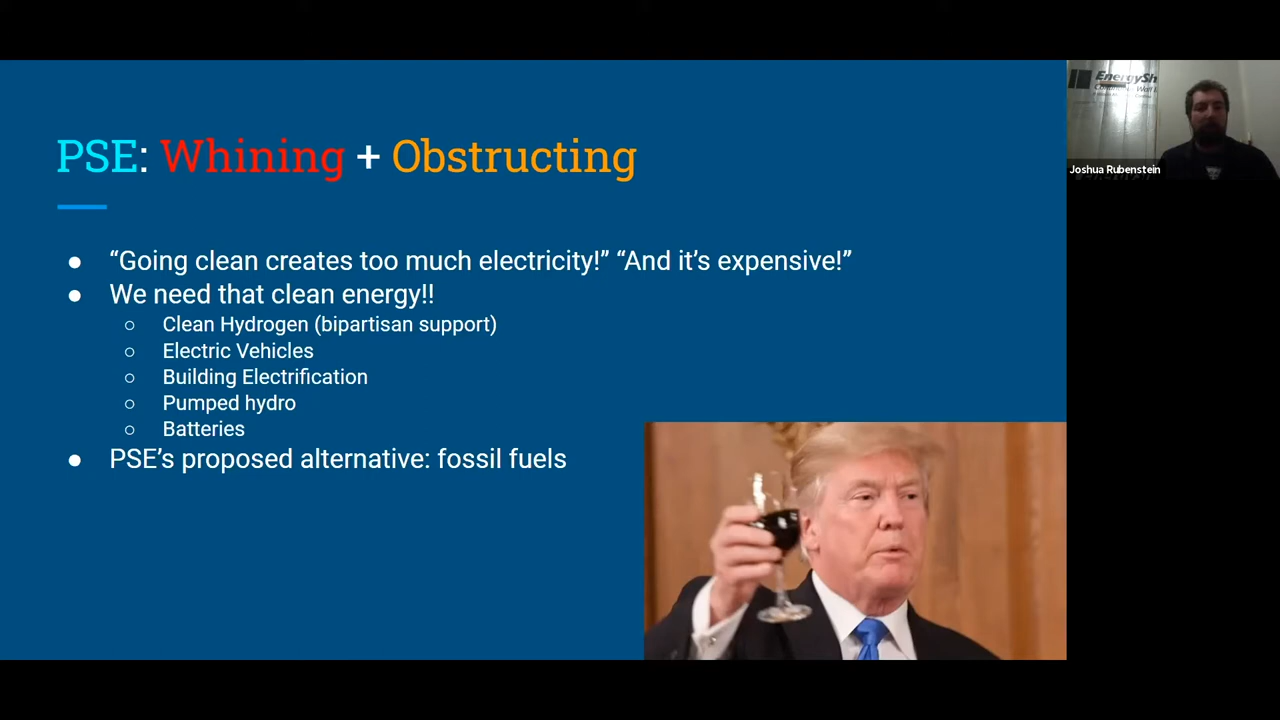 PSE: Whining + Obstructing
● “Going clean creates too much electricity!” “And it’s expensive!”
● We need that clean energy!!
○ Clean Hydrogen (bipartisan support)
○ Electric Vehicles
○ Building Electrification
○ Pumped hydro
○ Batteries
● PSE’s proposed alternative: fossil fuels
EnergySh
Joshua Rubenstein